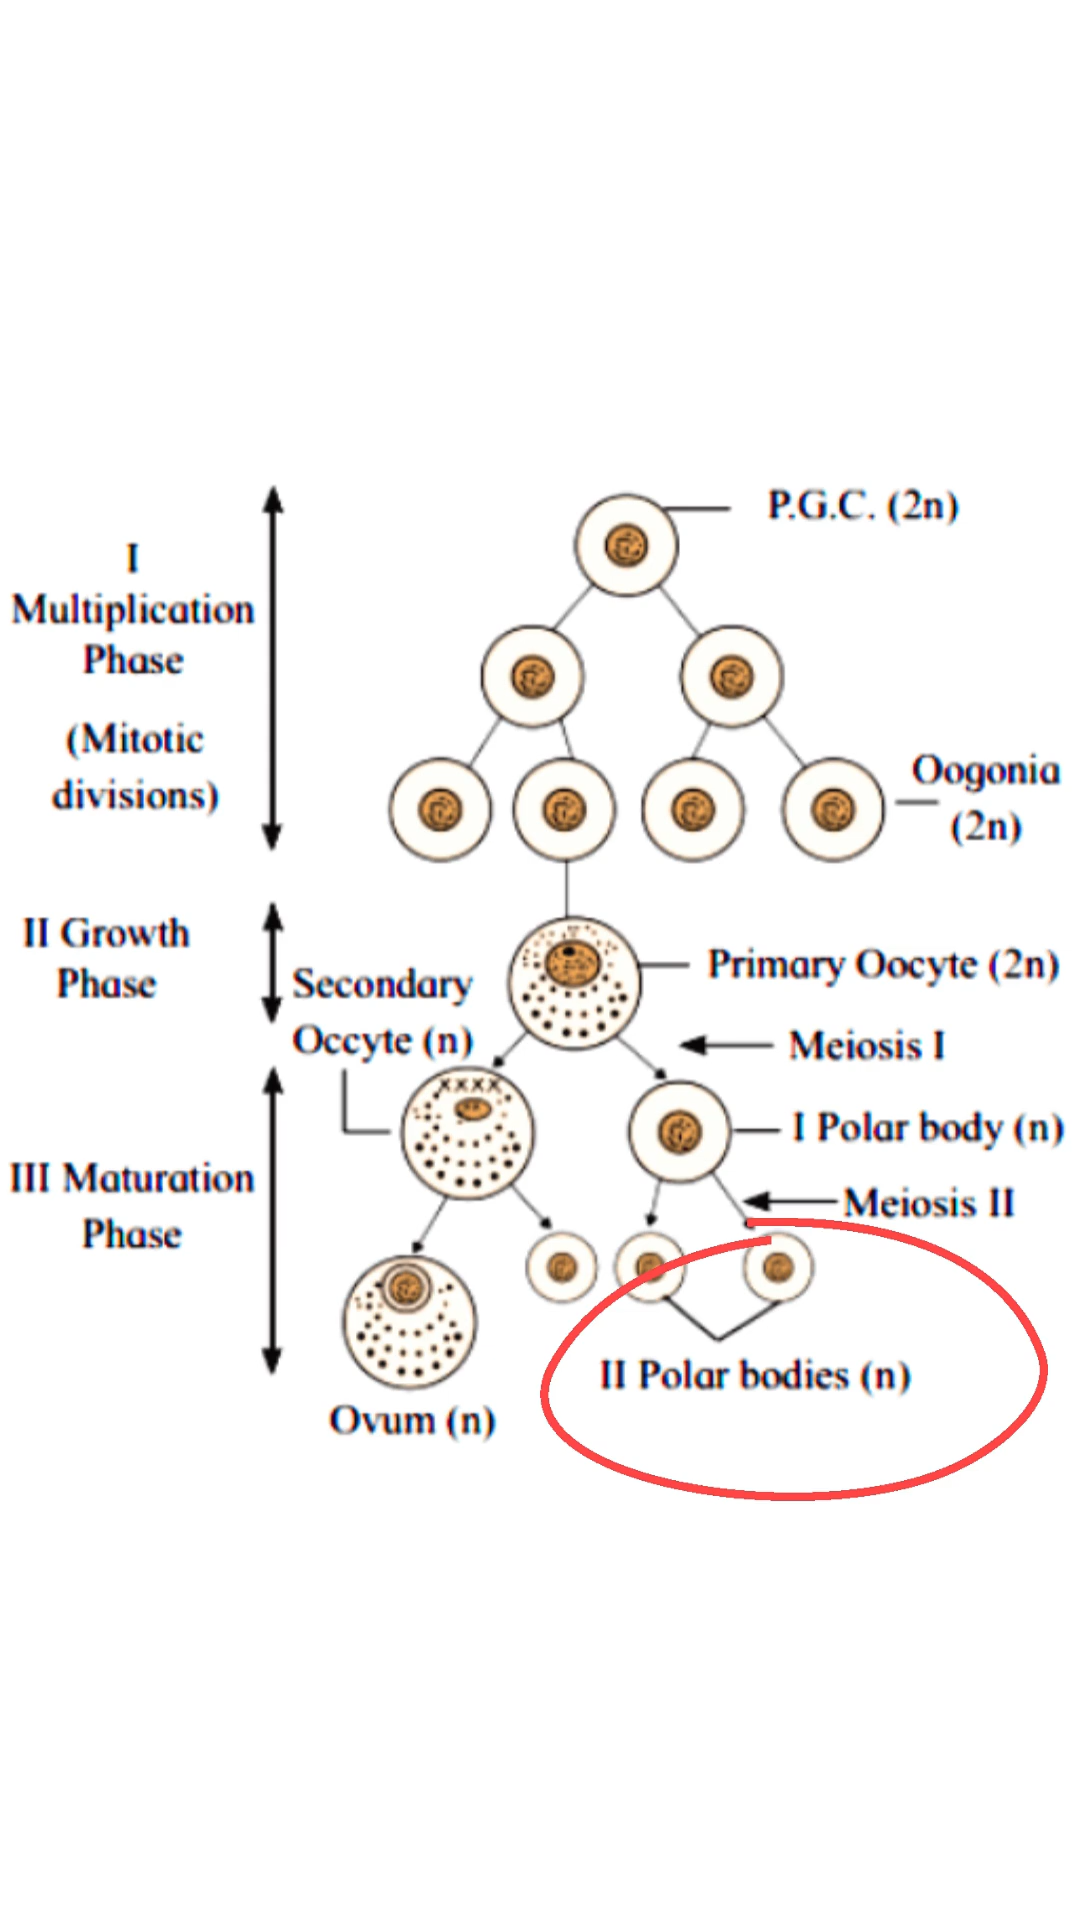 P.G.C. (2n)
I
Multiplication
Phase
(Mitotic
divisions)
Oogonia
(2n)
II Growth
Phase
Secondary
Occyte (n)
Primary Oocyte (2n)
Meiosis I
I Polar body (n)
III Maturation
Phase
Meiosis II
II Polar bodies (n)
Ovum (n)
xxxx